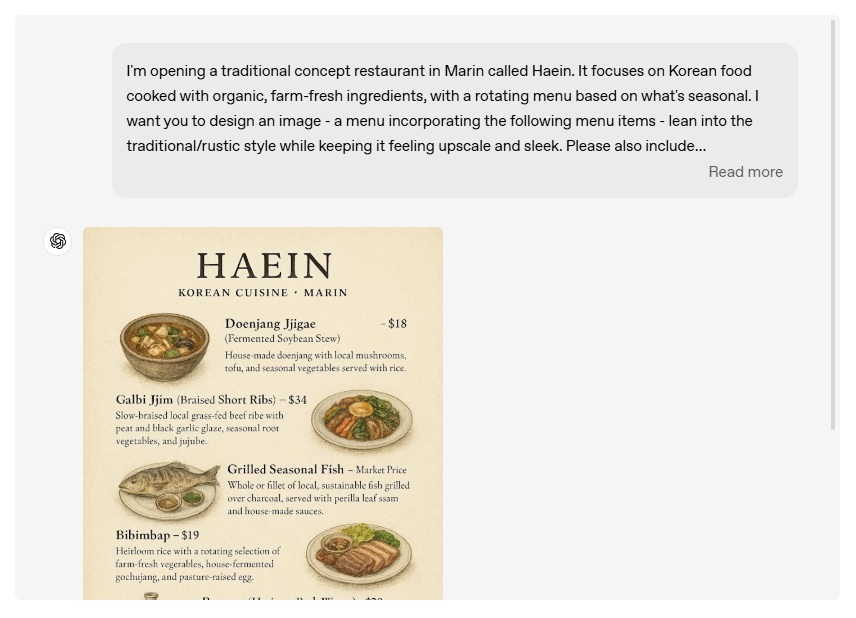 I'm opening a traditional concept restaurant in Marin called Haein. It focuses on Korean food
cooked with organic, farm-fresh ingredients, with a rotating menu based on what's seasonal. I
want you to design an image - a menu incorporating the following menu items - lean into the
traditional/rustic style while keeping it feeling upscale and sleek. Please also include...
Read more
HAEIN
KOREAN CUISINE • MARIN
Doenjang Jjigae – $18
(Fermented Soybean Stew)
House-made doenjang with local mushrooms,
tofu, and seasonal vegetables served with rice.
Galbi Jjim (Braised Short Ribs) – $34
Slow-braised local grass-fed beef ribe with
peat and black garlic glaze, seasonal root
vegetables, and jujube.
Grilled Seasonal Fish – Market Price
Whole or fillet of local, sustainable fish grilled
over charcoal, served with perilla leaf ssam
and house-made sauces.
Bibimbap – $19
Heirloom rice with a rotating selection of
farm-fresh vegerables, house-fermented
gochujang, and pasture-raised egg.